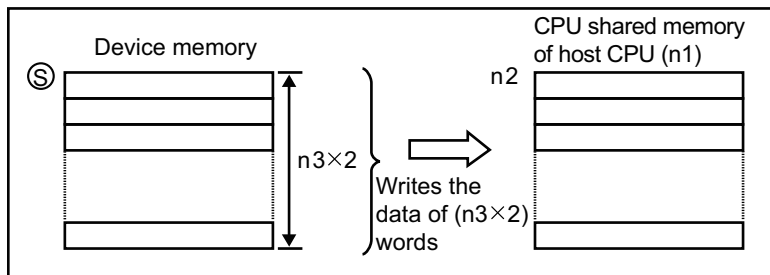 Device memory
CPU shared memory
of host CPU (n1)
Ⓢ
n2
n3×2
Writes the
data of (n3×2)
words